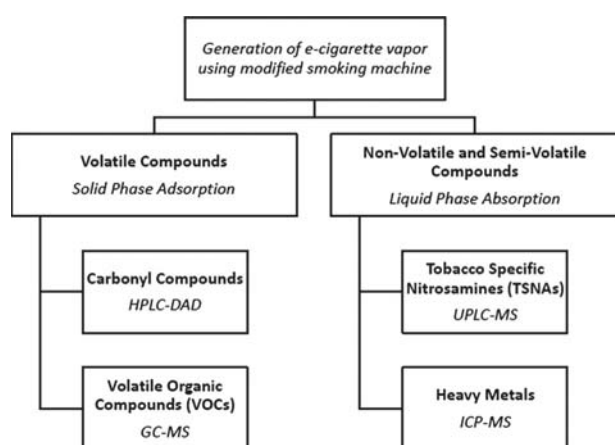 Generation of e-cigarette vapor
using modified smoking machine
Volatile Compounds
Solid Phase Adsorption
Non-Volatile and Semi-Volatile
Compounds
Liquid Phase Absorption
Carbonyl Compounds
HPLC-DAD
Tobacco Specific
Nitrosamines (TSNAs)
UPLC-MS
Volatile Organic
Compounds (VOCs)
GC-MS
Heavy Metals
ICP-MS